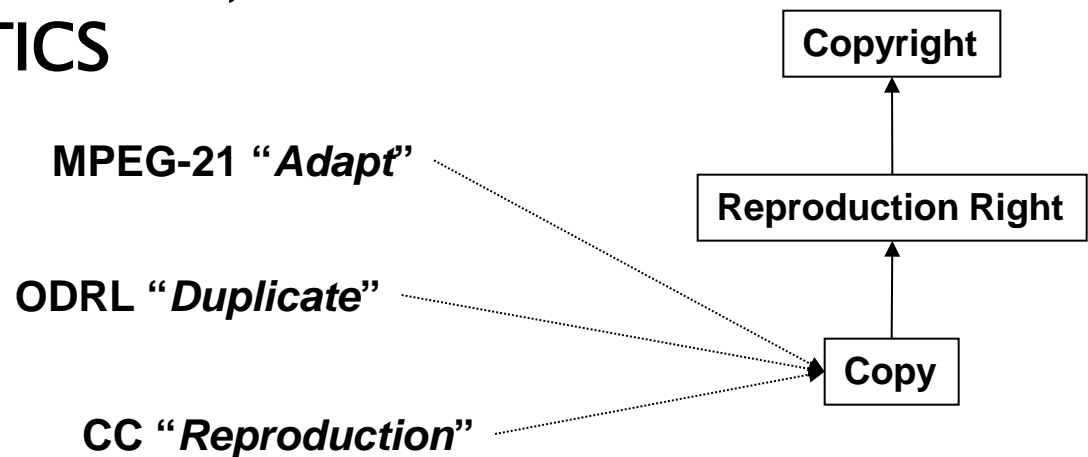 TICS
Copyright
MPEG-21 “Adapt”
Reproduction Right
ODRL “Duplicate”
Copy
CC “Reproduction”